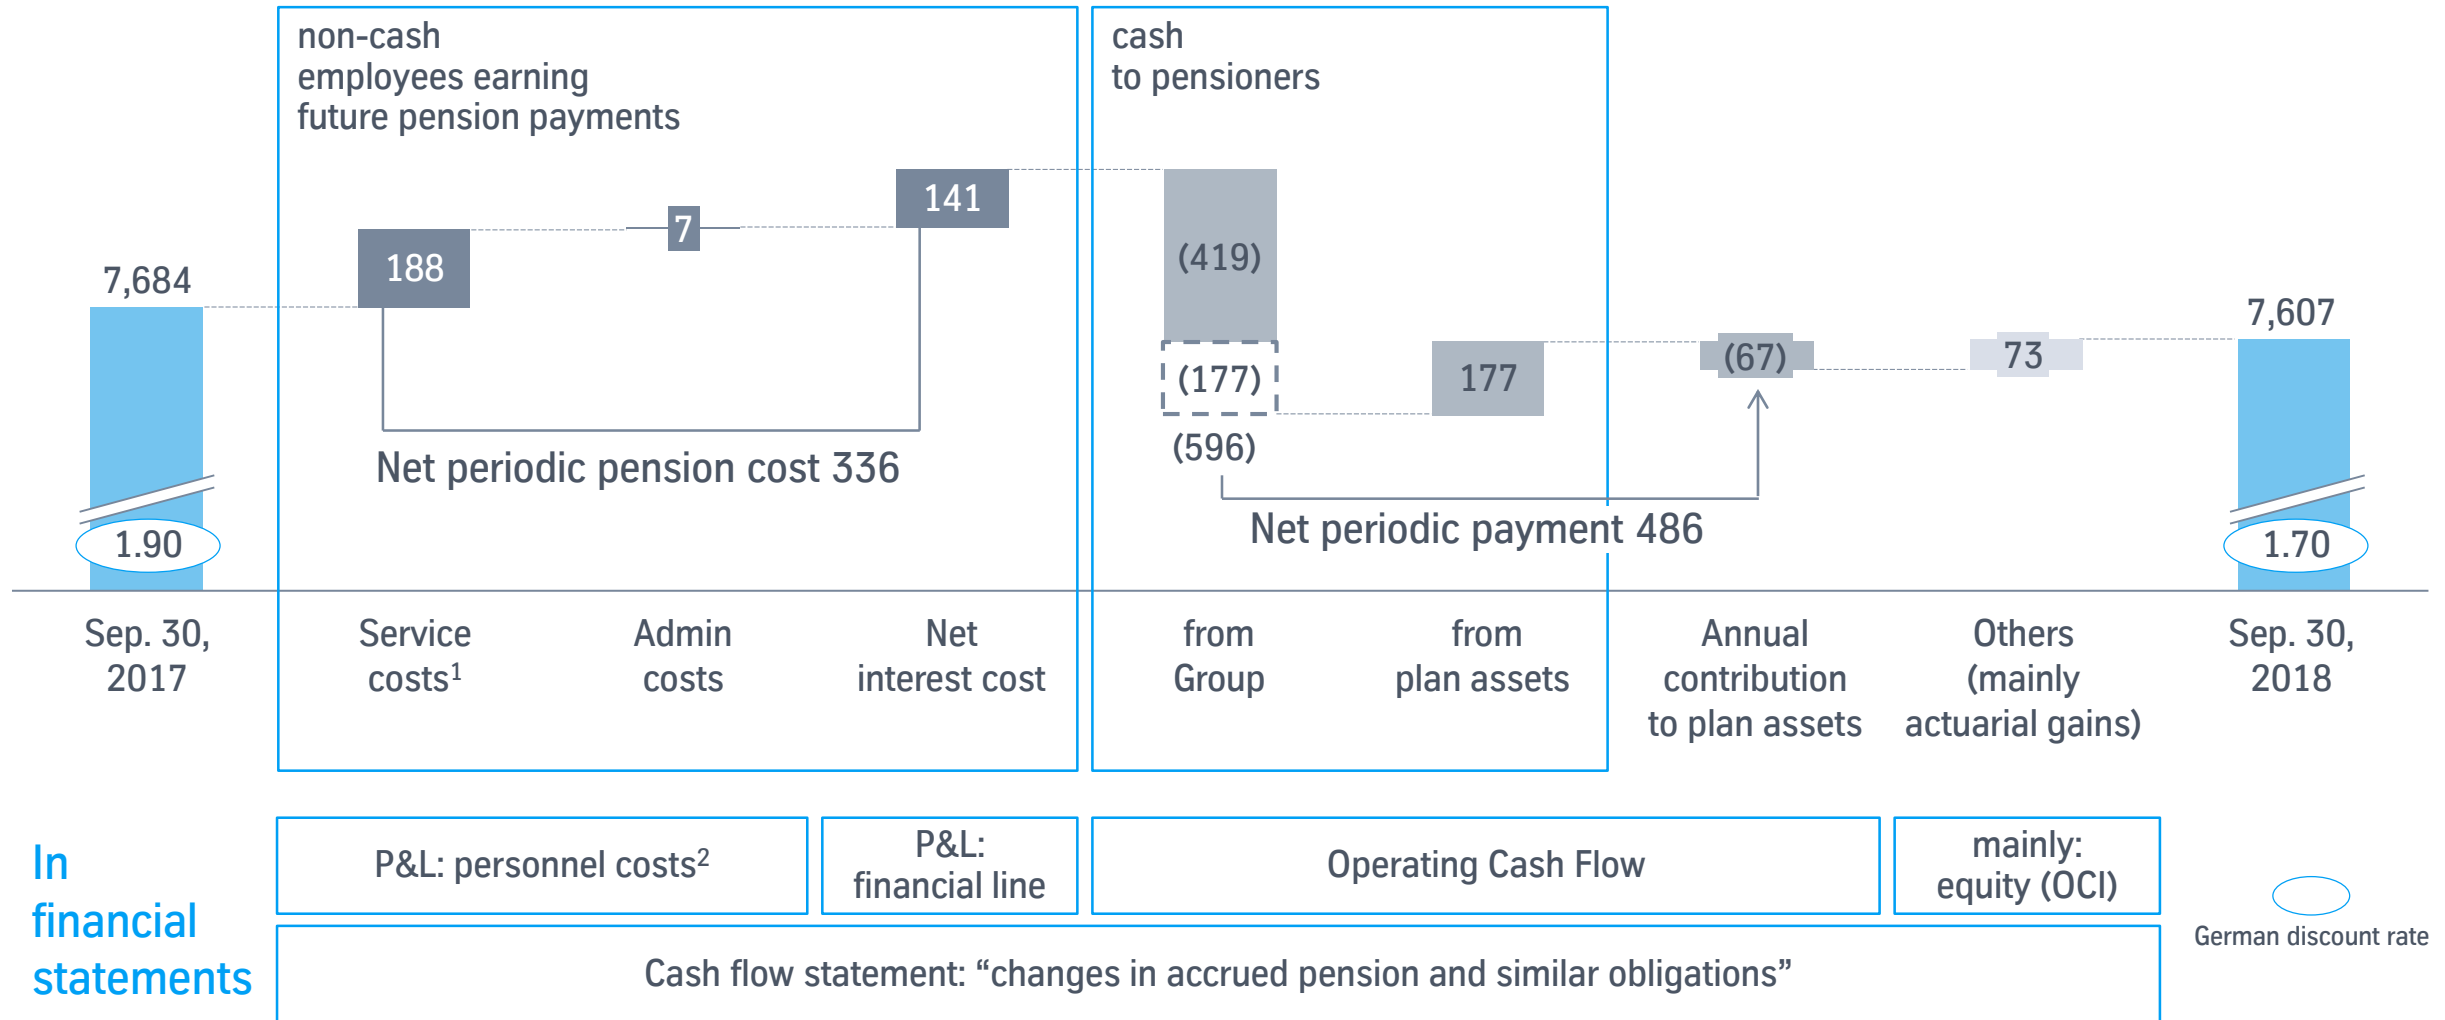 non-cash
employees earning
future pension payments
cash
to pensioners
7,684
188
7
141
(419)
(177)
(596)
177
(67)
73
7,607
Net periodic pension cost 336
Net periodic payment 486
1.90
1.70
Sep. 30,
2017
Service
costs¹
Admin
costs
Net
interest cost
from
Group
from
plan assets
Annual
contribution
to plan assets
Others
(mainly
actuarial gains)
Sep. 30,
2018
In
financial
statements
P&L: personnel costs²
P&L:
financial line
Operating Cash Flow
mainly:
equity (OCI)
Cash flow statement: “changes in accrued pension and similar obligations”
German discount rate